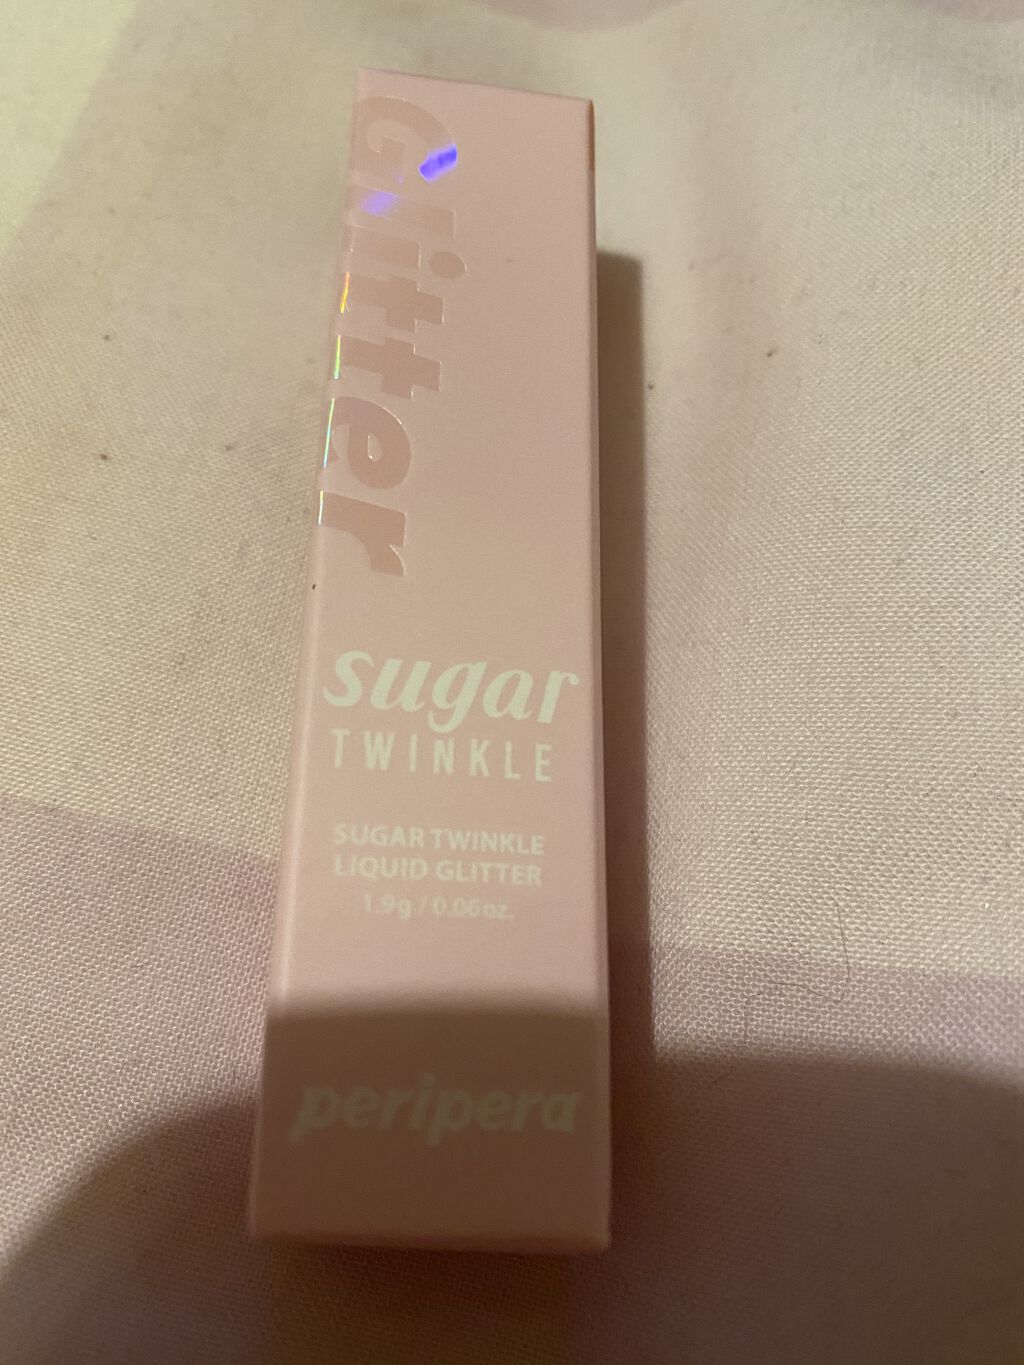 Glitter
sugar
TWINKLE
SUGAR TWINKLE
LIQUID GLITTER
1.9g / 0.06oz.
peripera